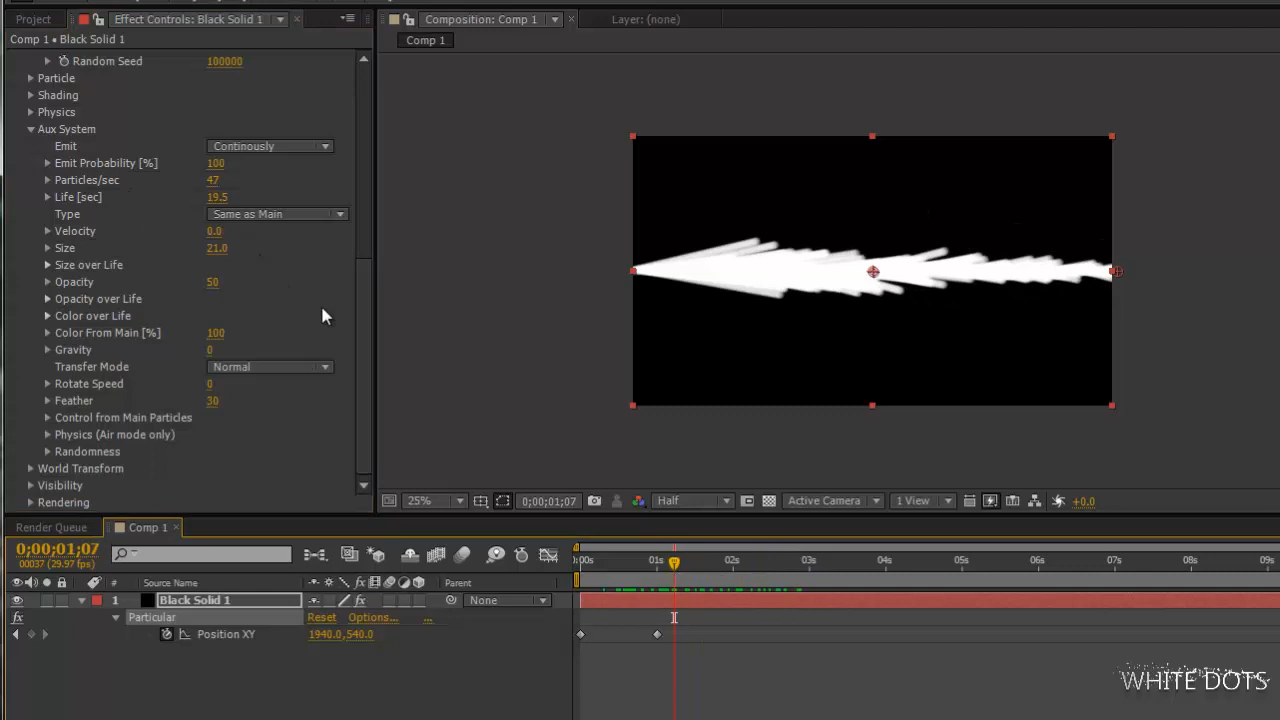 Project
Effect Controls: Black Solid 1
Composition: Comp 1
Layer: (none)
Comp 1 • Black Solid 1
Comp 1
Random Seed 100000
Particle
Shading
Physics
Aux System
Emit Continously
Emit Probability [%] 100
Particles/sec 47
Life [sec] 19.5
Type Same as Main
Velocity 0.0
Size 21.0
Size over Life
Opacity 50
Opacity over Life
Color over Life
Color From Main [%] 100
Gravity 0
Transfer Mode Normal
Rotate Speed 0
Feather 30
Control from Main Particles
Physics (Air mode only)
Randomness
World Transform
Visibility
Rendering
25% 0;00;01;07 Half Active Camera 1 View +0.0
Render Queue Comp 1
0;00;01;07
00037 (29.97 fps)
:00s 01s 02s 03s 04s 05s 06s 07s 08s 09s
# Source Name Parent
1 Black Solid 1 None
Particular Reset Options... ...
Position XY 1940.0,540.0
WHITE DOTS